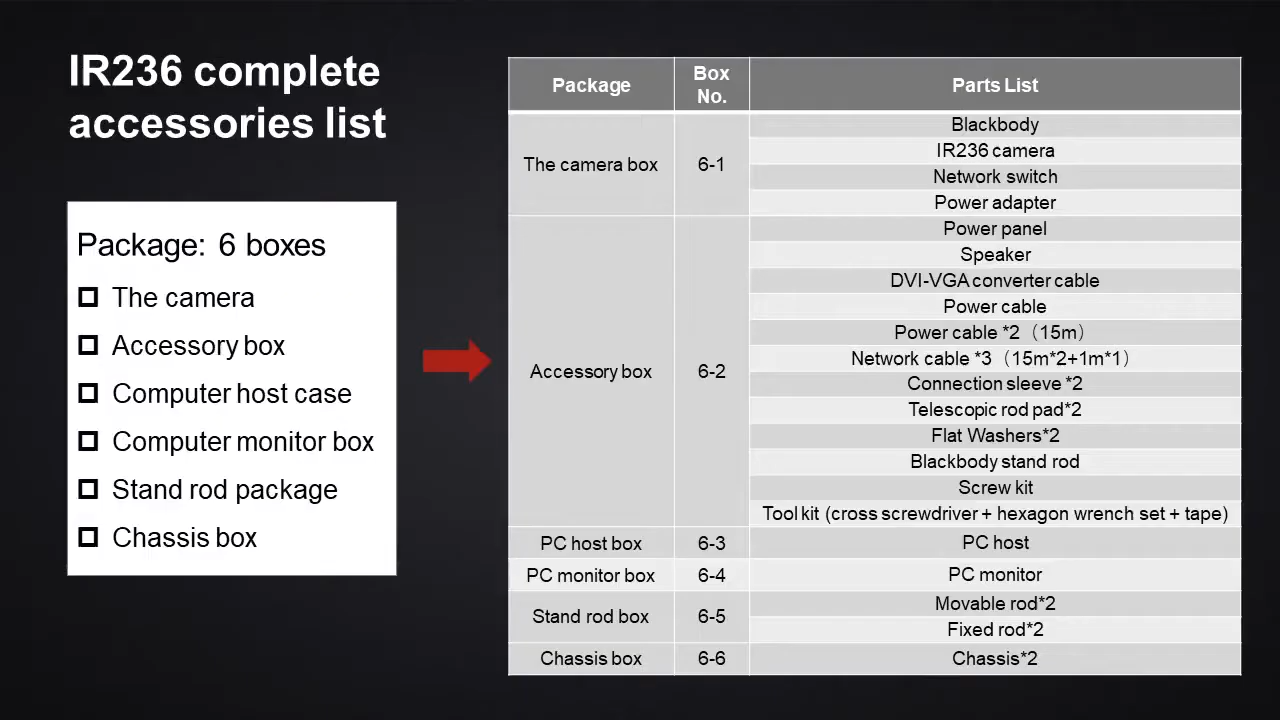 IR236 complete
accessories list
Package: 6 boxes
The camera
Accessory box
Computer host case
Computer monitor box
Stand rod package
Chassis box
Package
Box
No.
Parts List
The camera box
6-1
Blackbody
IR236 camera
Network switch
Power adapter
Accessory box
6-2
Power panel
Speaker
DVI-VGA converter cable
Power cable
Power cable *2（15m）
Network cable *3（15m*2+1m*1）
Connection sleeve *2
Telescopic rod pad*2
Flat Washers*2
Blackbody stand rod
Screw kit
Tool kit (cross screwdriver + hexagon wrench set + tape)
PC host box
6-3
PC host
PC monitor box
6-4
PC monitor
Stand rod box
6-5
Movable rod*2
Fixed rod*2
Chassis box
6-6
Chassis*2